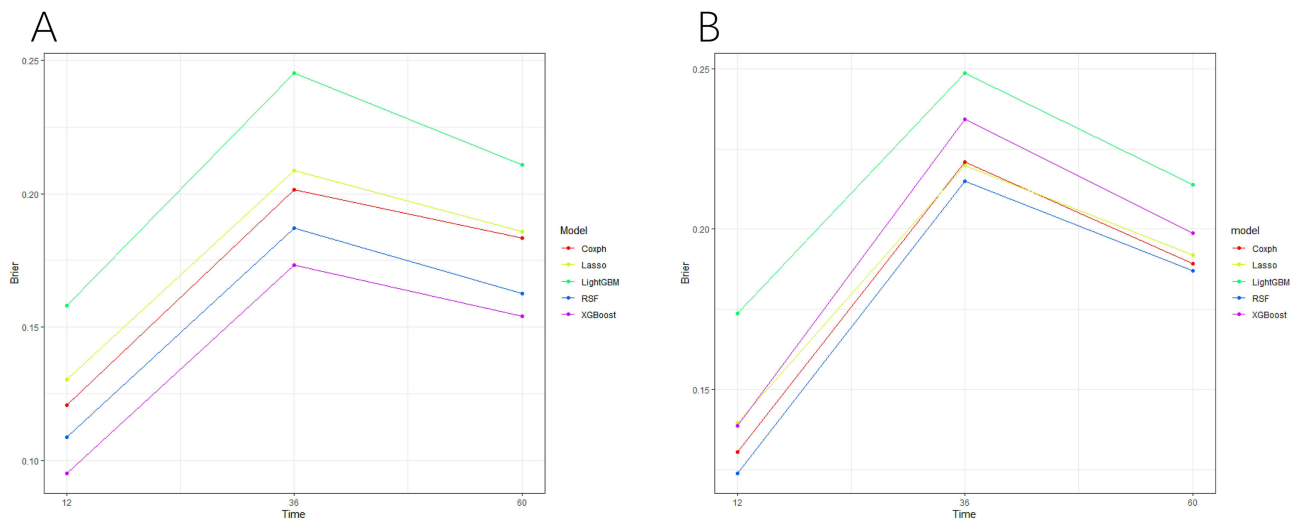 A
Brier
0.25
0.20
0.15
0.10
12
36
60
Time
Model
Coxph
Lasso
LightGBM
RSF
XGBoost
B
Brier
0.25
0.20
0.15
12
36
60
Time
model
Coxph
Lasso
LightGBM
RSF
XGBoost